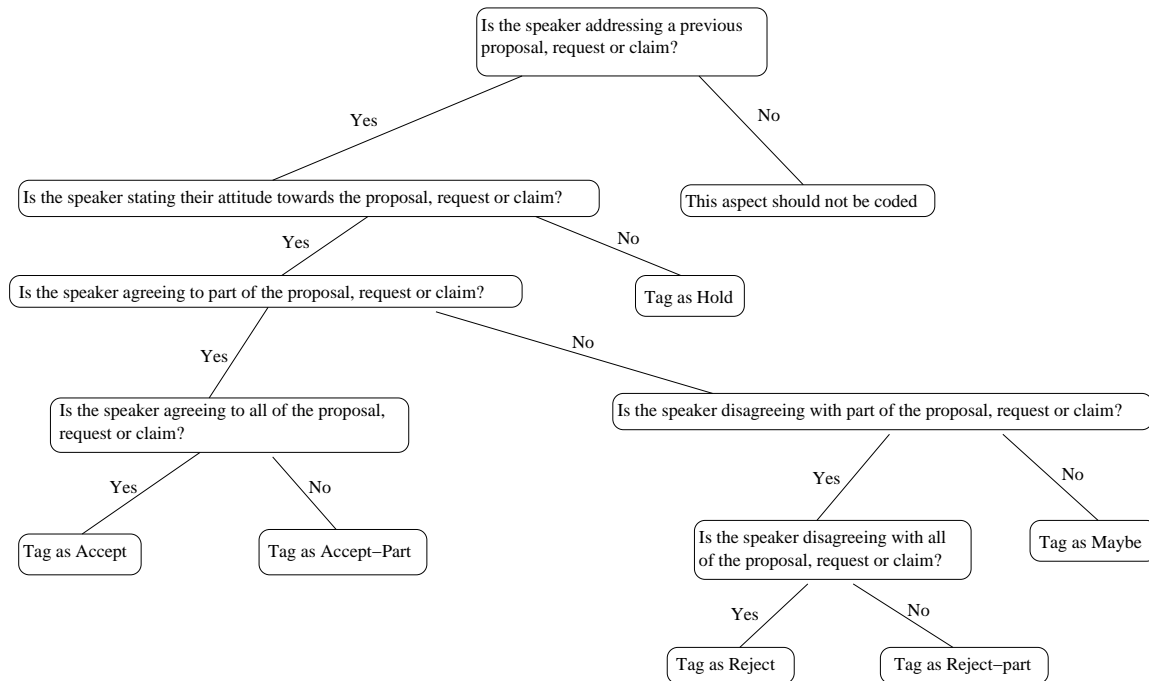 Is the speaker addressing a previous
proposal, request or claim?
Yes
No
Is the speaker stating their attitude towards the proposal, request or claim?
This aspect should not be coded
Yes
No
Is the speaker agreeing to part of the proposal, request or claim?
Tag as Hold
Yes
No
Is the speaker agreeing to all of the proposal,
request or claim?
Is the speaker disagreeing with part of the proposal, request or claim?
Yes
No
Yes
No
Tag as Accept
Tag as Accept−Part
Is the speaker disagreeing with all
of the proposal, request or claim?
Tag as Maybe
Yes
No
Tag as Reject
Tag as Reject−part